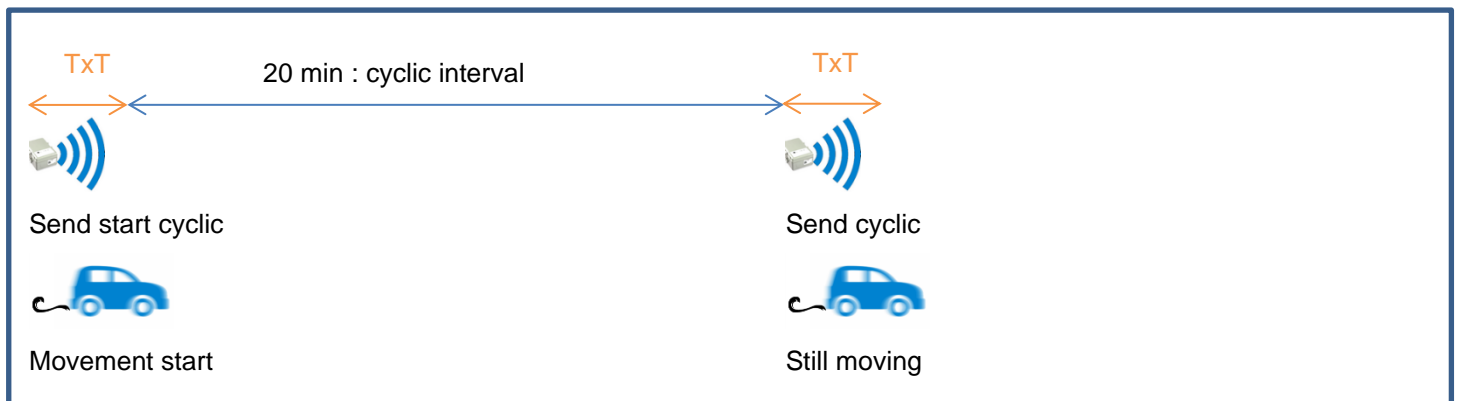 TxT
20 min : cyclic interval
TxT
Send start cyclic
Send cyclic
Movement start
Still moving